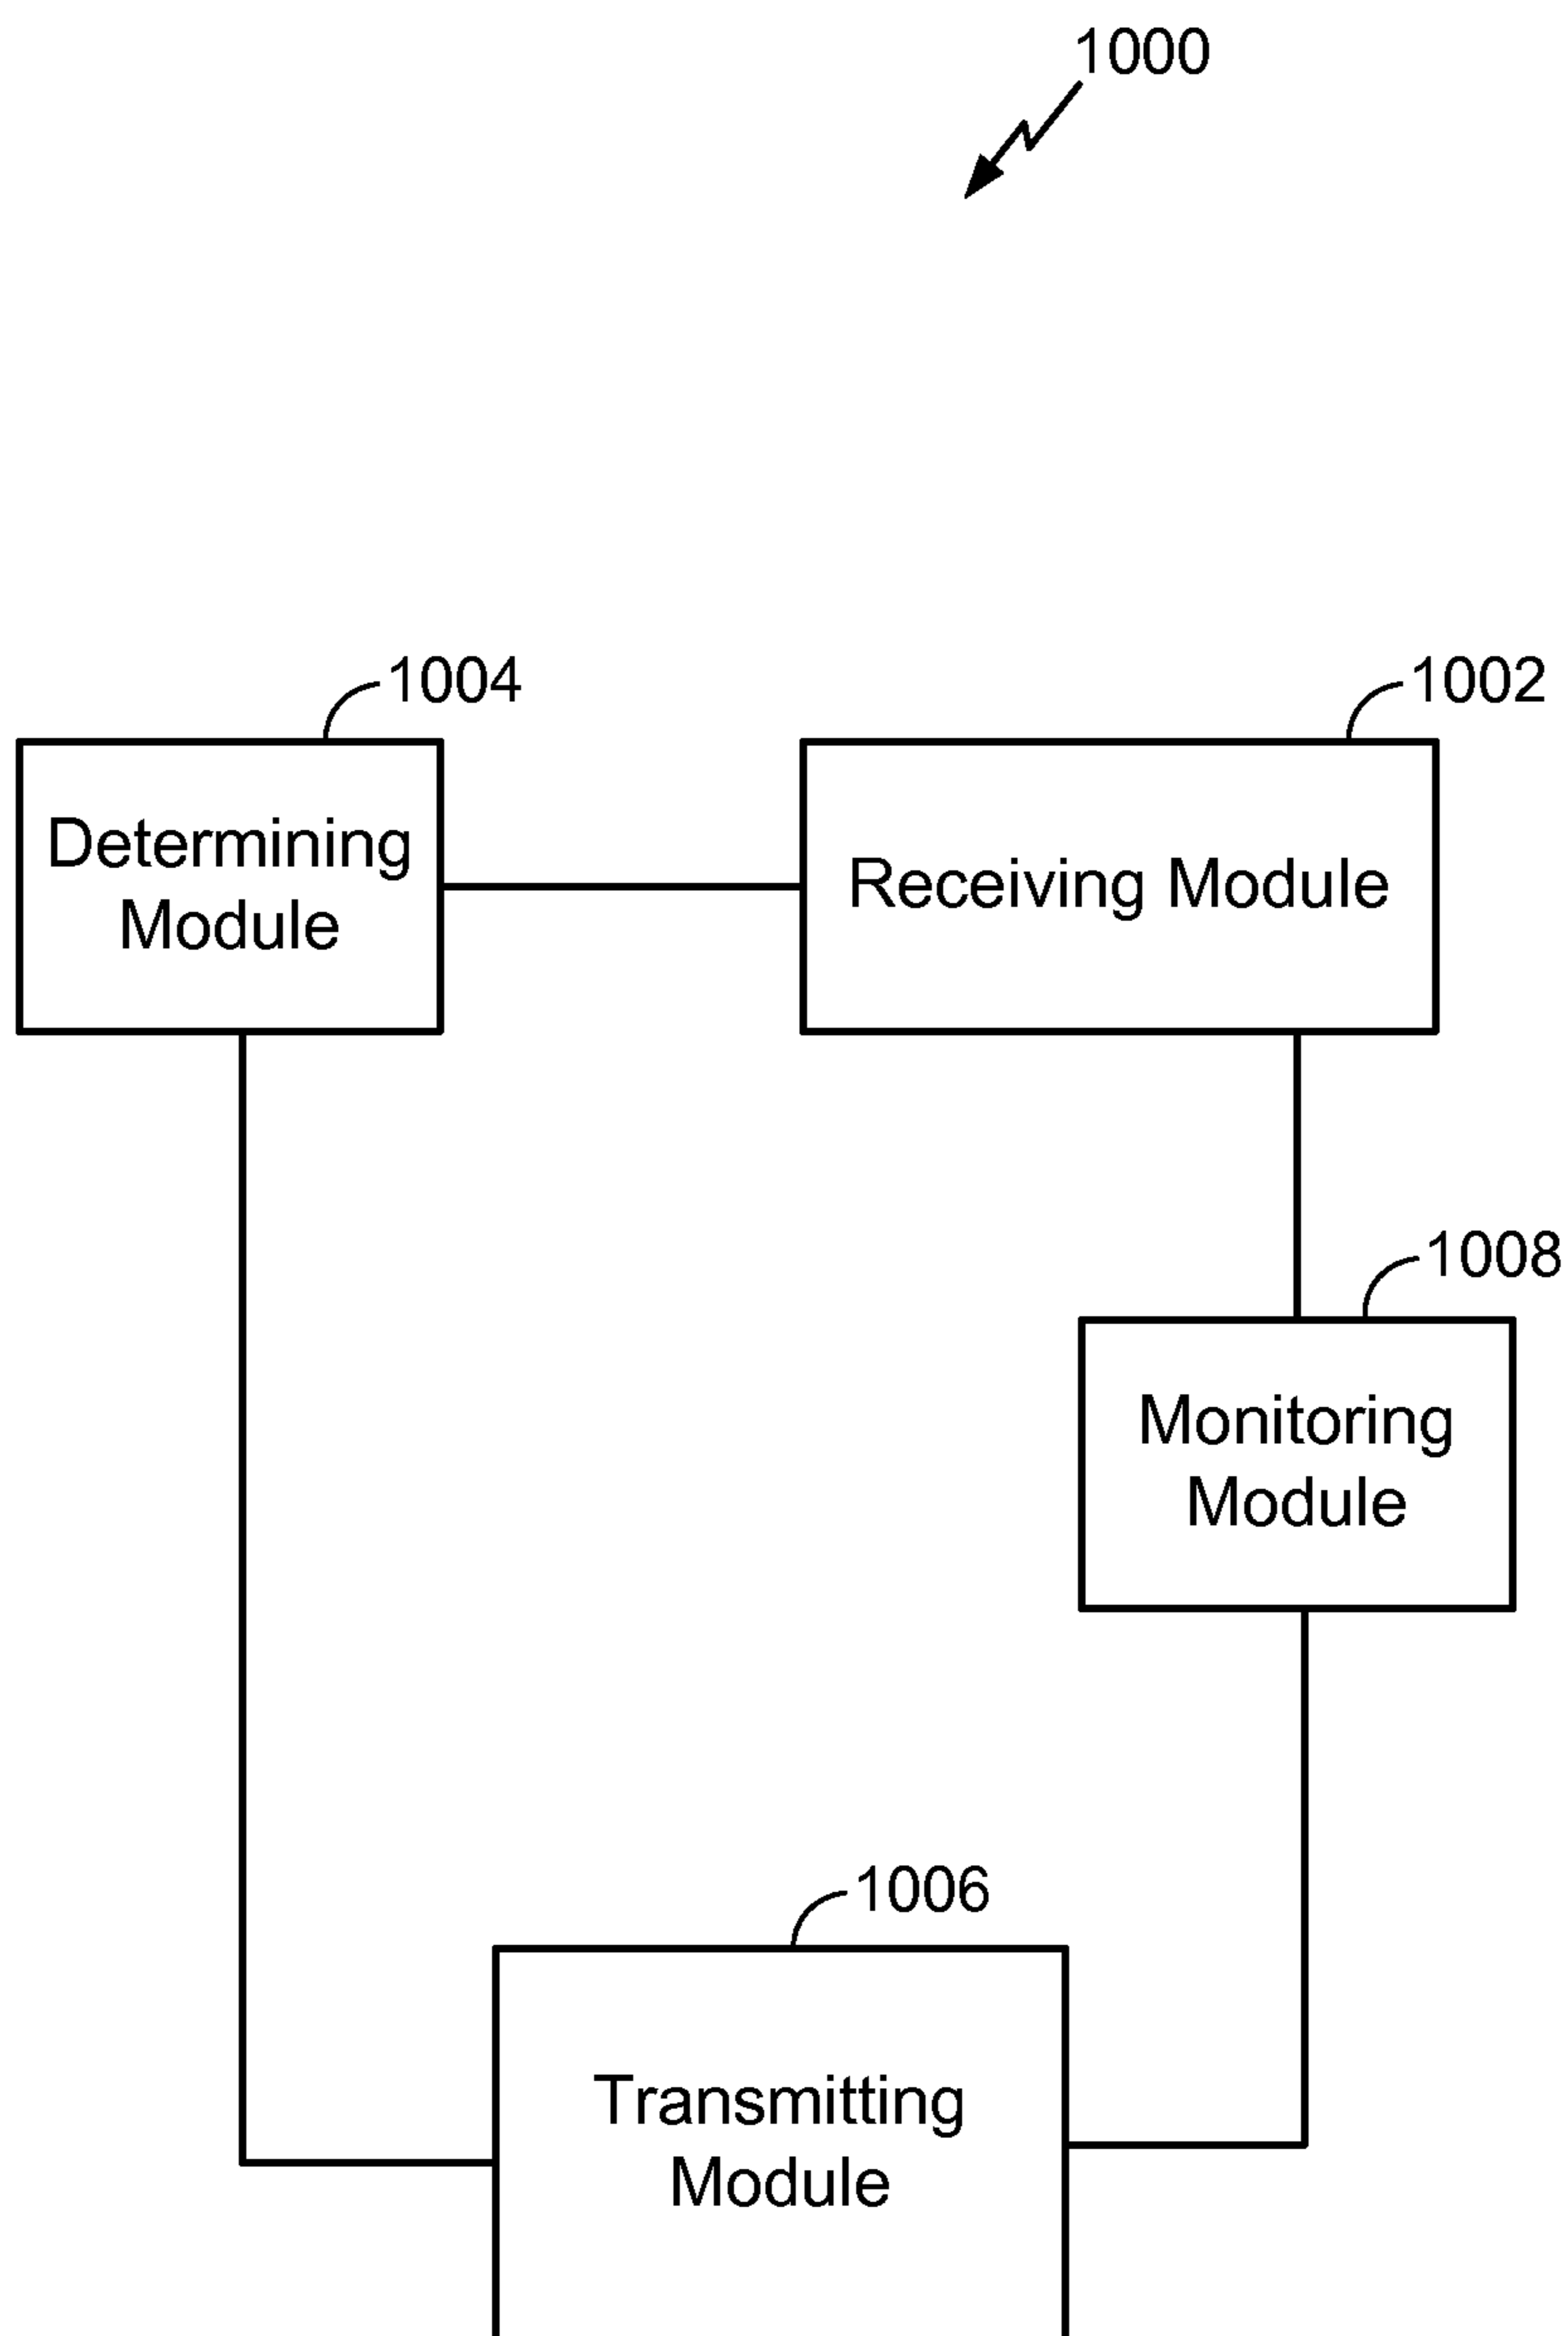 1000
1004
1002
Determining
Module
Receiving Module
1008
Monitoring
Module
1006
Transmitting
Module